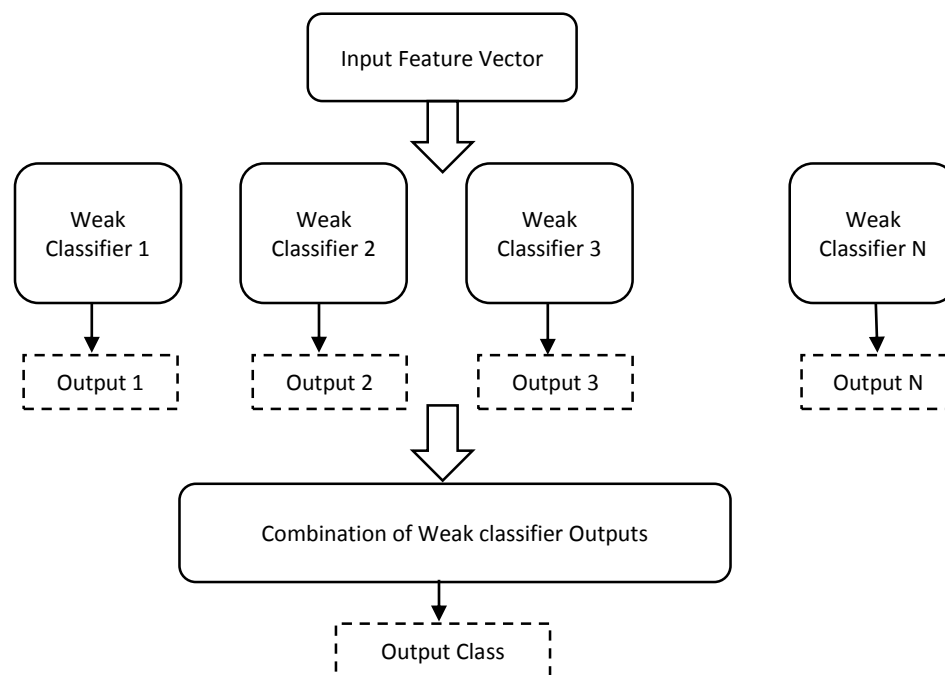 Input Feature Vector
Weak
Classifier 1
Weak
Classifier 2
Weak
Classifier 3
Weak
Classifier N
Output 1
Output 2
Output 3
Output N
Combination of Weak classifier Outputs
Output Class